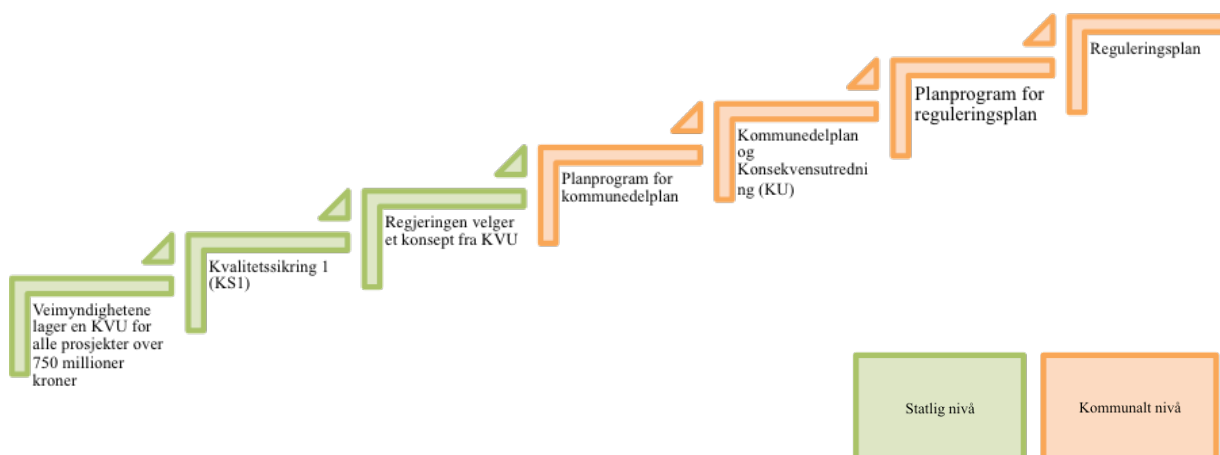 Veimyndighetene
lager en KVU for
alle prosjekter over
750 millioner
kroner
Kvalitetssikring 1
(KS1)
Regjeringen velger
et konsept fra KVU
Planprogram for
kommunedelplan
Kommunedelplan
og
Konsekvensutredni
ng (KU)
Planprogram for
reguleringsplan
Reguleringsplan
Statlig nivå
Kommunalt nivå